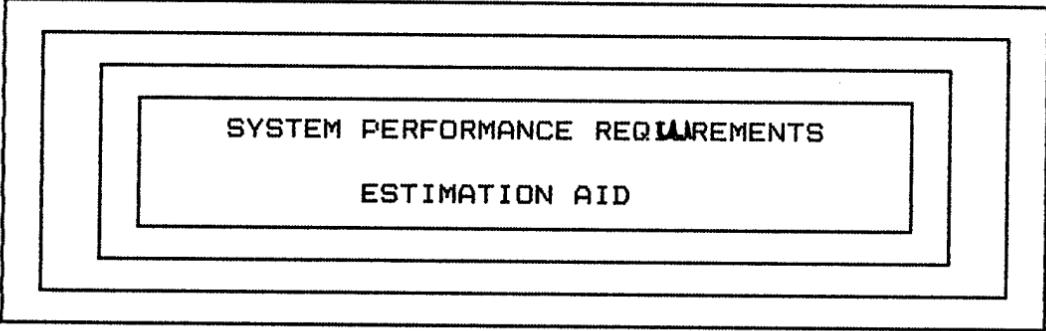 SYSTEM PERFORMANCE REQUIREMENTS
ESTIMATION AID